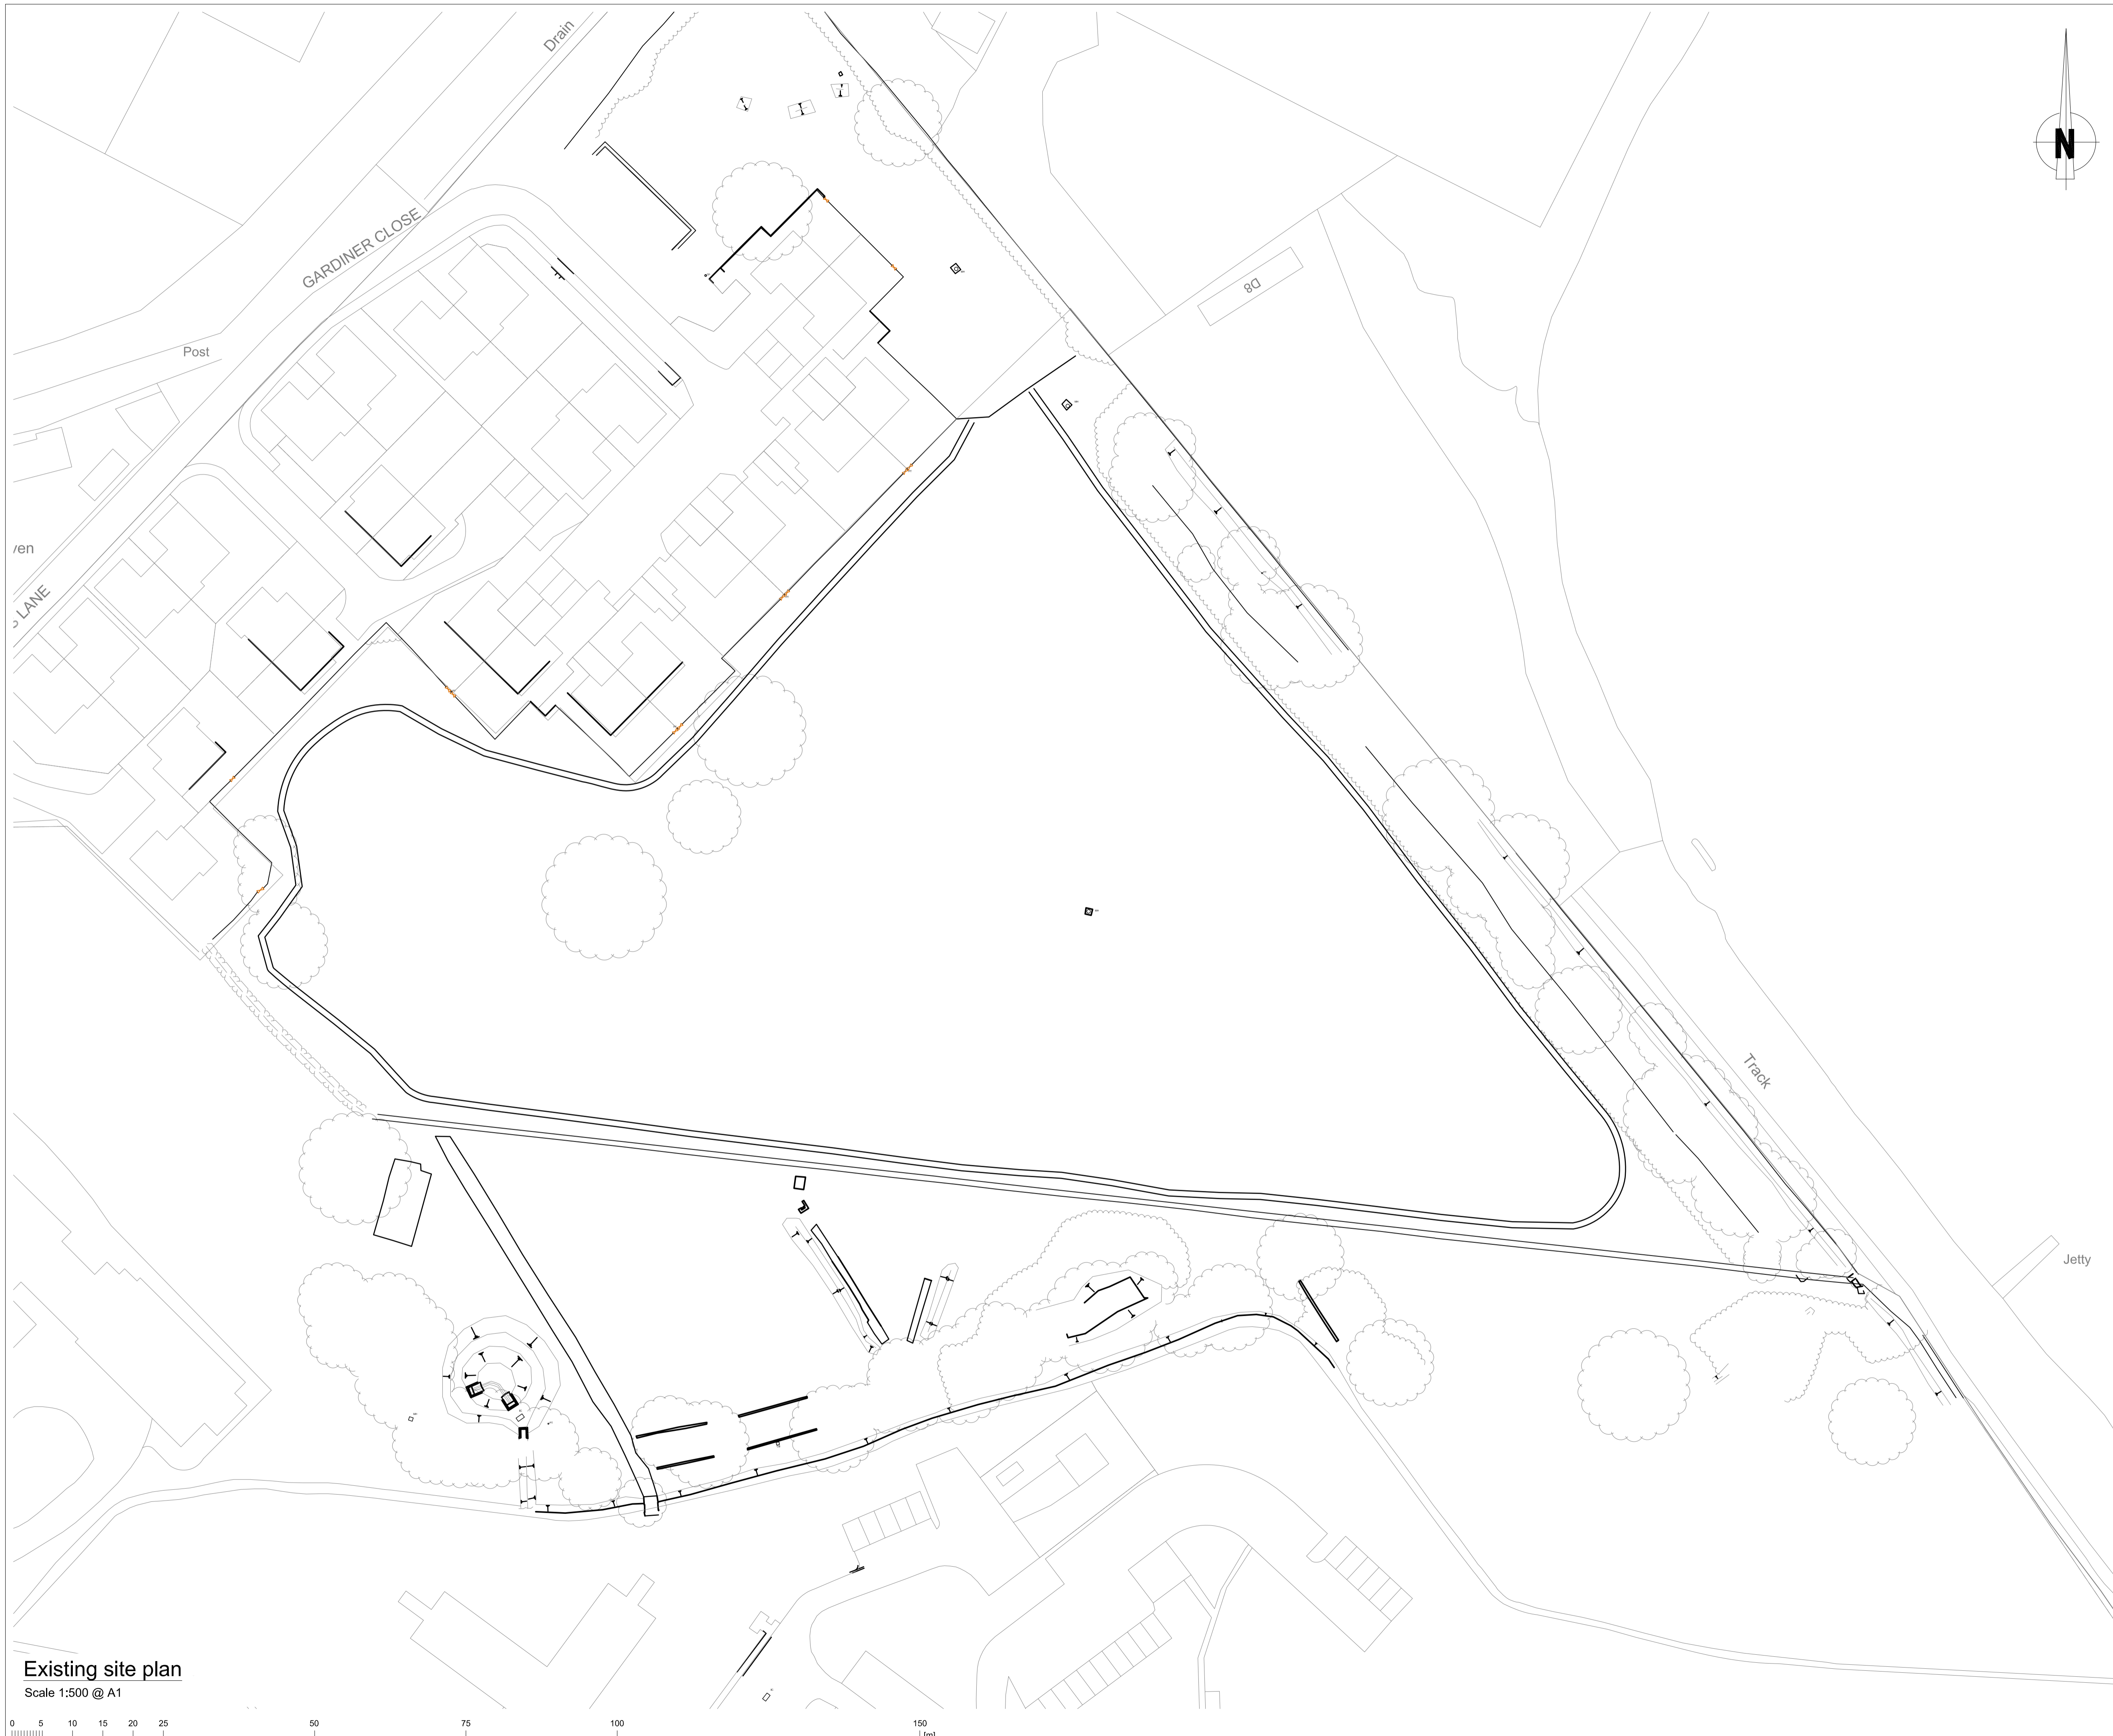 Drain
N
GARDINER CLOSE
D8
Post
ven
LANE
Track
Jetty
Existing site plan
Scale 1:500 @ A1
0 5 10 15 20 25 50 75 100 150
[m]